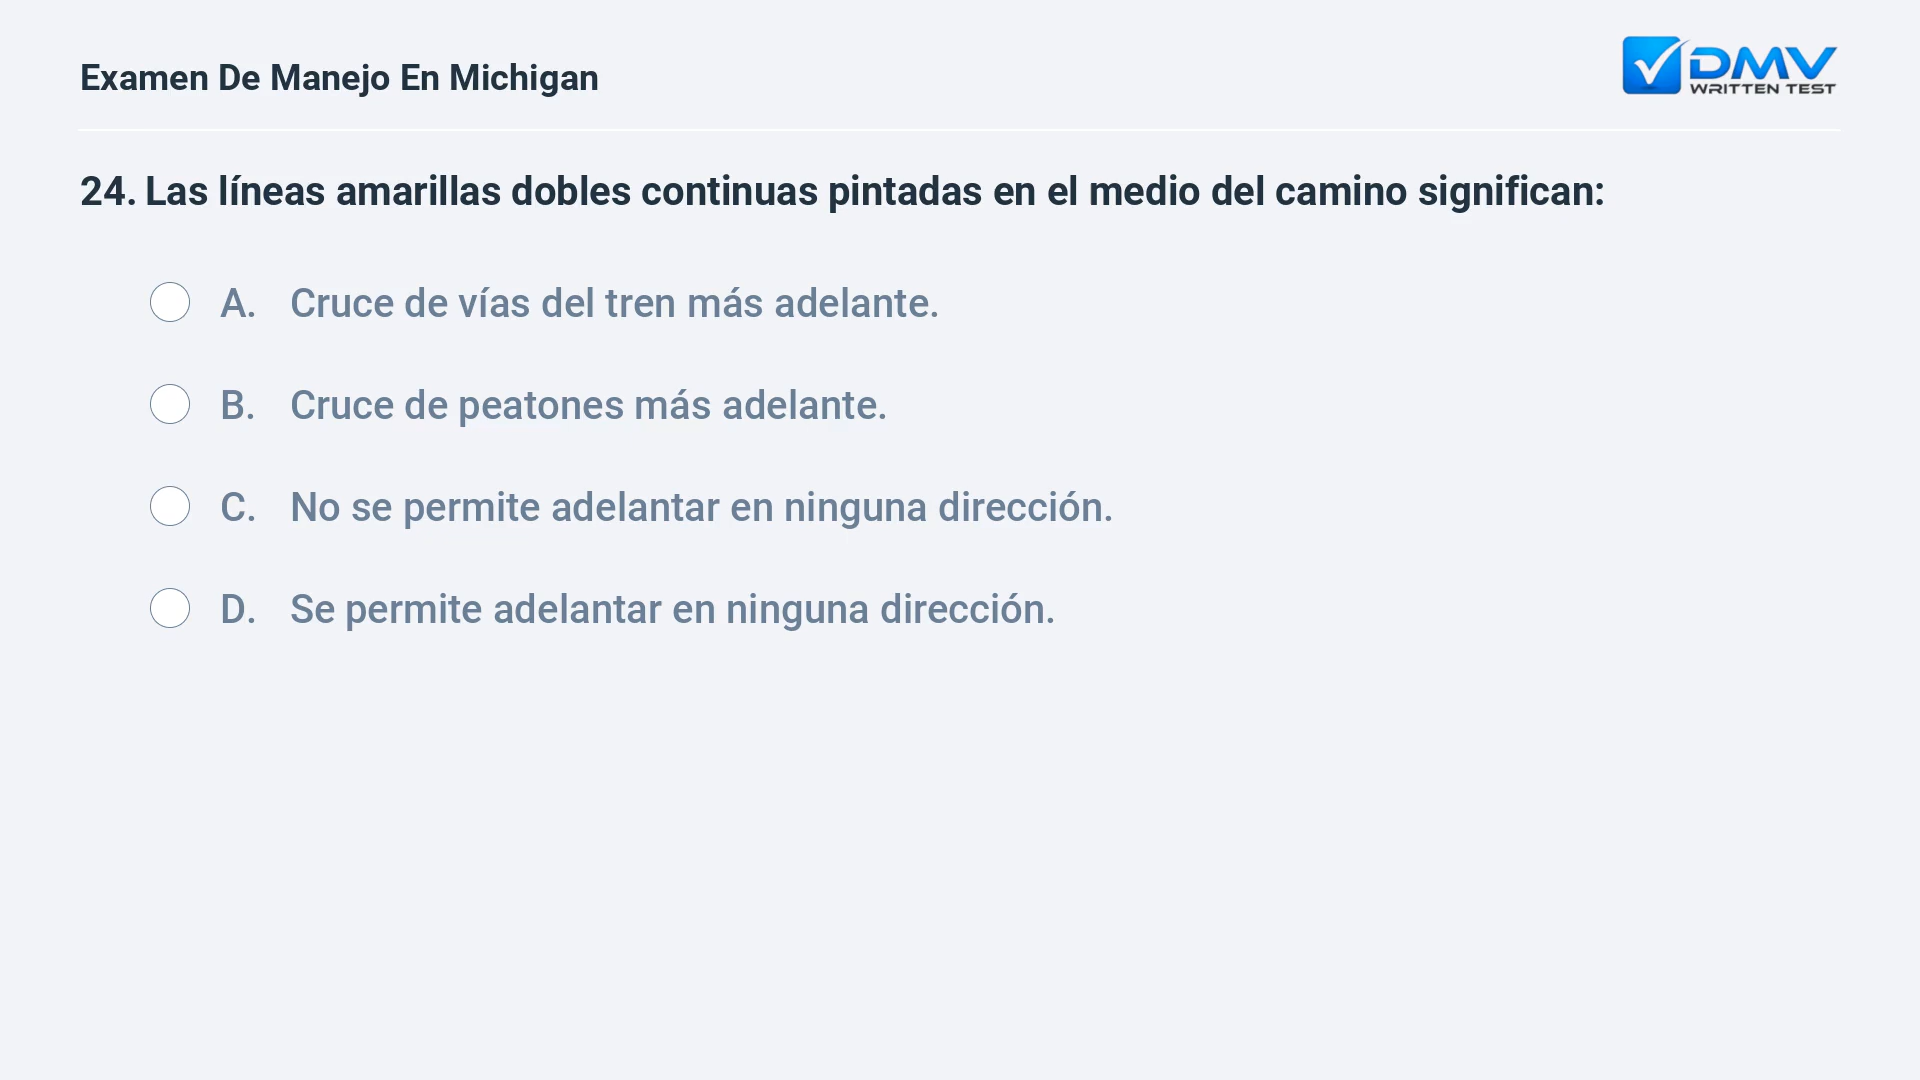 Examen De Manejo En Michigan
DMV
WRITTEN TEST
24. Las líneas amarillas dobles continuas pintadas en el medio del camino significan:
A. Cruce de vías del tren más adelante.
B. Cruce de peatones más adelante.
C. No se permite adelantar en ninguna dirección.
D. Se permite adelantar en ninguna dirección.